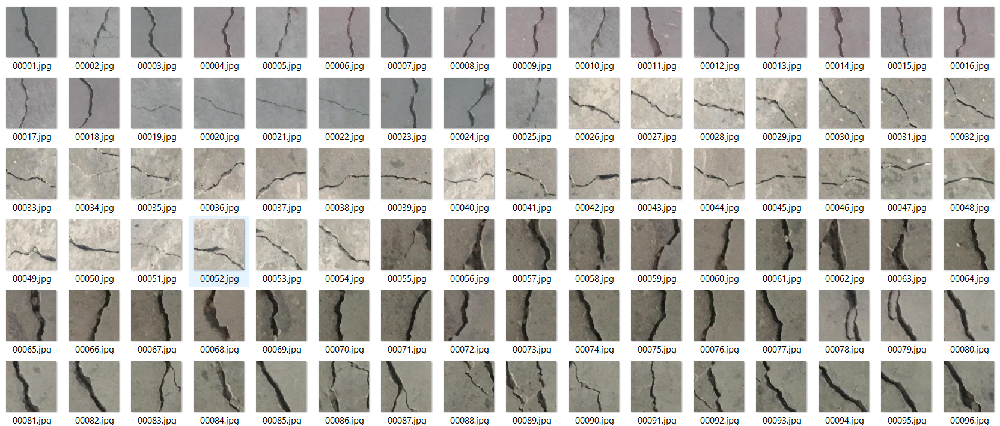 00001.jpg 00002.jpg 00003.jpg 00004.jpg 00005.jpg 00006.jpg 00007.jpg 00008.jpg 00009.jpg 00010.jpg 00011.jpg 00012.jpg 00013.jpg 00014.jpg 00015.jpg 00016.jpg
00017.jpg 00018.jpg 00019.jpg 00020.jpg 00021.jpg 00022.jpg 00023.jpg 00024.jpg 00025.jpg 00026.jpg 00027.jpg 00028.jpg 00029.jpg 00030.jpg 00031.jpg 00032.jpg
00033.jpg 00034.jpg 00035.jpg 00036.jpg 00037.jpg 00038.jpg 00039.jpg 00040.jpg 00041.jpg 00042.jpg 00043.jpg 00044.jpg 00045.jpg 00046.jpg 00047.jpg 00048.jpg
00049.jpg 00050.jpg 00051.jpg 00052.jpg 00053.jpg 00054.jpg 00055.jpg 00056.jpg 00057.jpg 00058.jpg 00059.jpg 00060.jpg 00061.jpg 00062.jpg 00063.jpg 00064.jpg
00065.jpg 00066.jpg 00067.jpg 00068.jpg 00069.jpg 00070.jpg 00071.jpg 00072.jpg 00073.jpg 00074.jpg 00075.jpg 00076.jpg 00077.jpg 00078.jpg 00079.jpg 00080.jpg
00081.jpg 00082.jpg 00083.jpg 00084.jpg 00085.jpg 00086.jpg 00087.jpg 00088.jpg 00089.jpg 00090.jpg 00091.jpg 00092.jpg 00093.jpg 00094.jpg 00095.jpg 00096.jpg